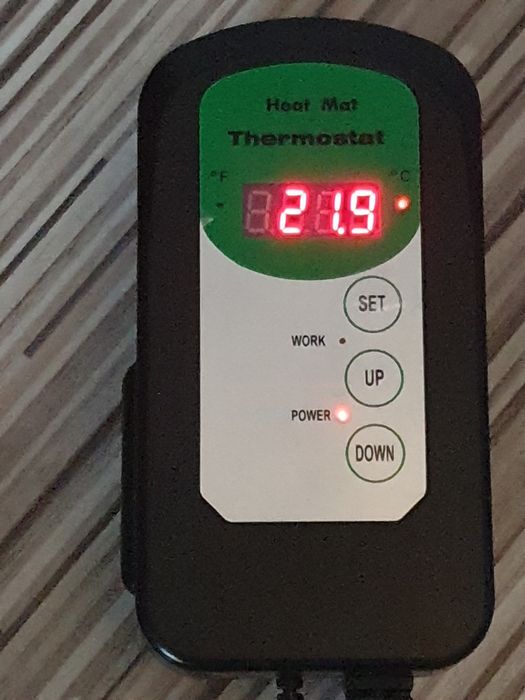 Heat Mat
Thermostat
°F °C
21.9
SET
WORK
UP
POWER
DOWN